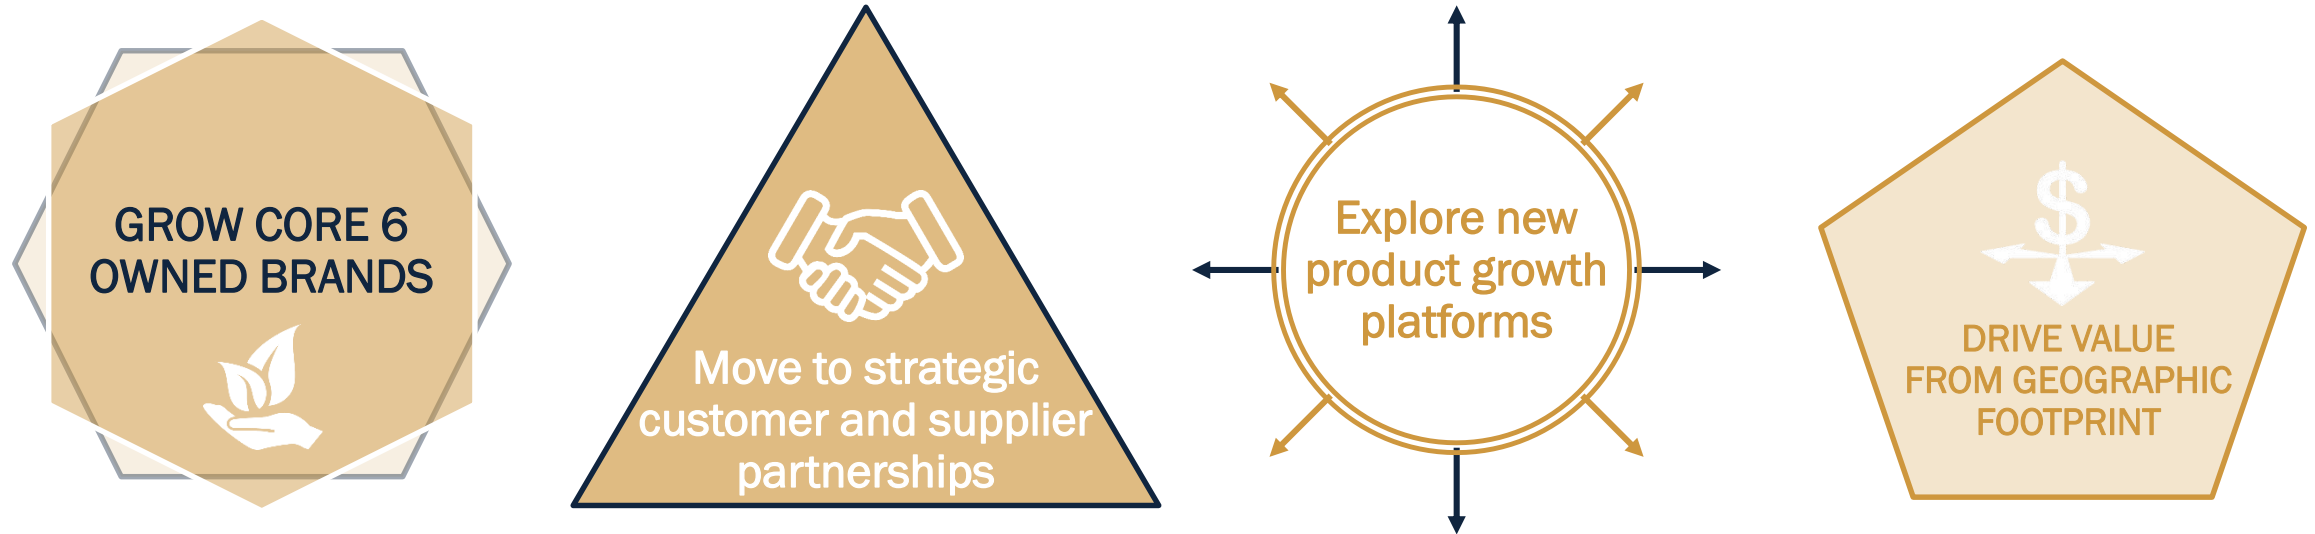 GROW CORE 6
OWNED BRANDS
Move to strategic
customer and supplier
partnerships
Explore new
product growth
platforms
$
DRIVE VALUE
FROM GEOGRAPHIC
FOOTPRINT